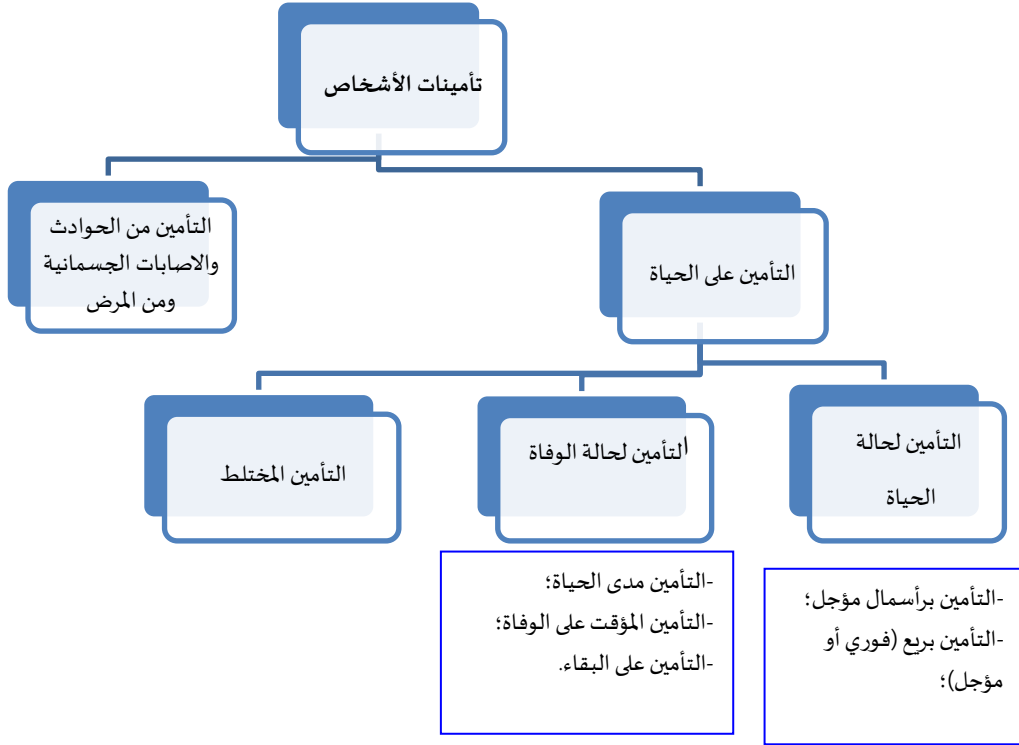 تأمينات الأشخاص
التأمين على الحياة
التأمين من الحوادث
والاصابات الجسمانية
ومن المرض
التأمين لحالة
الحياة
التأمين لحالة الوفاة
التأمين المختلط
-التأمين برأسمال مؤجل؛
-التأمين بريع (فوري أو
مؤجل)؛
-التأمين مدى الحياة؛
-التأمين المؤقت على الوفاة؛
-التأمين على البقاء.